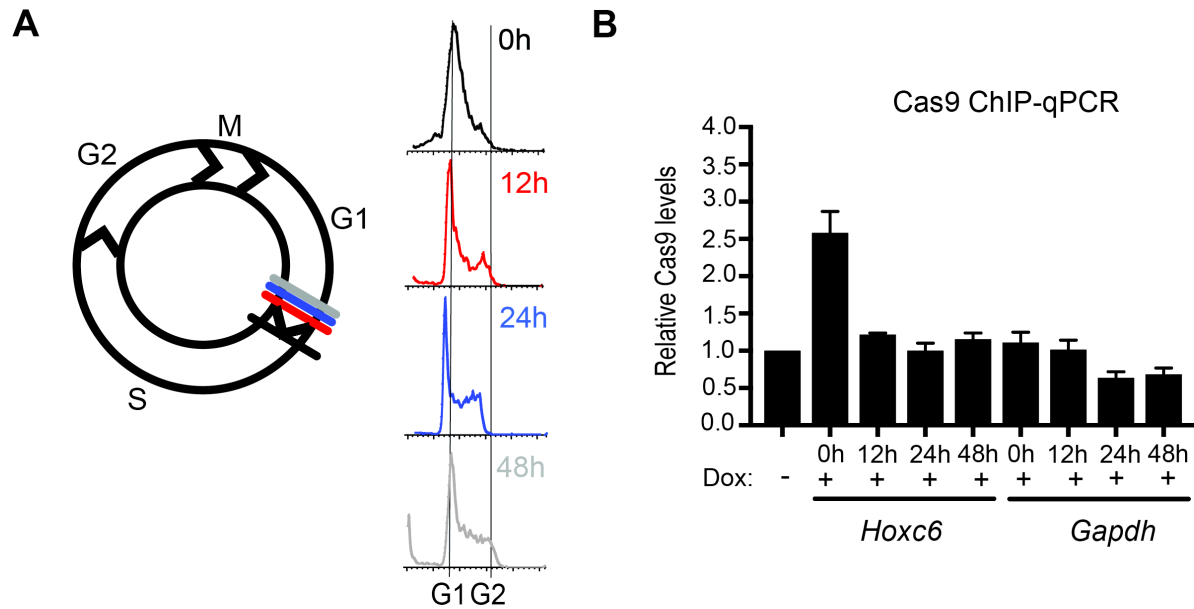 A
M
G2
G1
S
0h
12h
24h
48h
G1 G2
B
Cas9 ChIP-qPCR
Relative Cas9 levels
4.0
3.5
3.0
2.5
2.0
1.5
1.0
0.5
0.0
0h 12h 24h 48h 0h 12h 24h 48h
Dox: - + + + + + + + +
Hoxc6 Gapdh